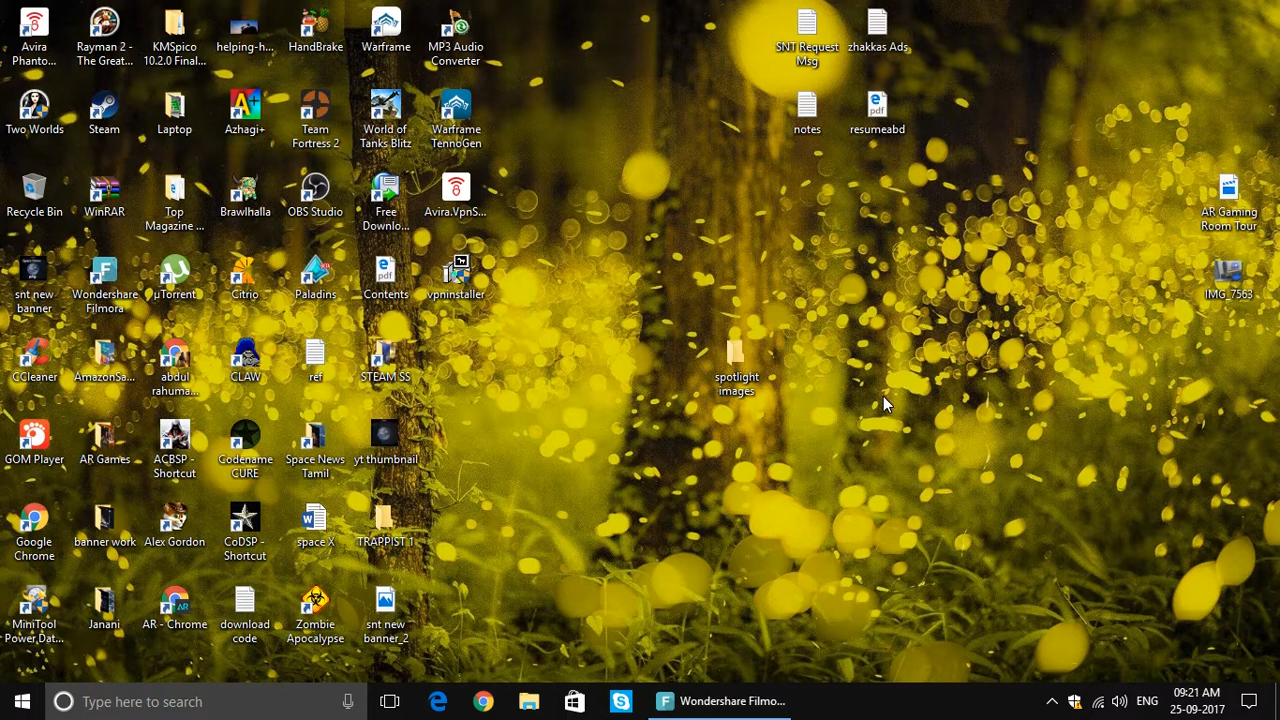 Avira
Phanto...
Rayman 2 -
The Great...
KMSpico
10.2.0 Final...
helping-h...
HandBrake
Warframe
MP3 Audio
Converter
SNT Request
Msg
zhakkas Ads
Two Worlds
Steam
Laptop
Azhagi+
Team
Fortress 2
World of
Tanks Blitz
Warframe
TennoGen
notes
resumeabd
Recycle Bin
WinRAR
Top
Magazine ...
Brawlhalla
OBS Studio
Free
Downlo...
Avira.VpnS...
AR Gaming
Room Tour
snt new
banner
Wondershare
Filmora
µTorrent
Citrio
Paladins
Contents
vpninstaller
IMG_7563
CCleaner
AmazonSa...
abdul
rahuma...
CLAW
ref
STEAM SS
spotlight
images
GOM Player
AR Games
ACBSP -
Shortcut
Codename
CURE
Space News
Tamil
yt thumbnail
Google
Chrome
banner work
Alex Gordon
CoDSP -
Shortcut
space X
TRAPPIST 1
MiniTool
Power Dat...
Janani
AR - Chrome
download
code
Zombie
Apocalypse
snt new
banner_2
Type here to search
Wondershare Filmo...
ENG
09:21 AM
25-09-2017